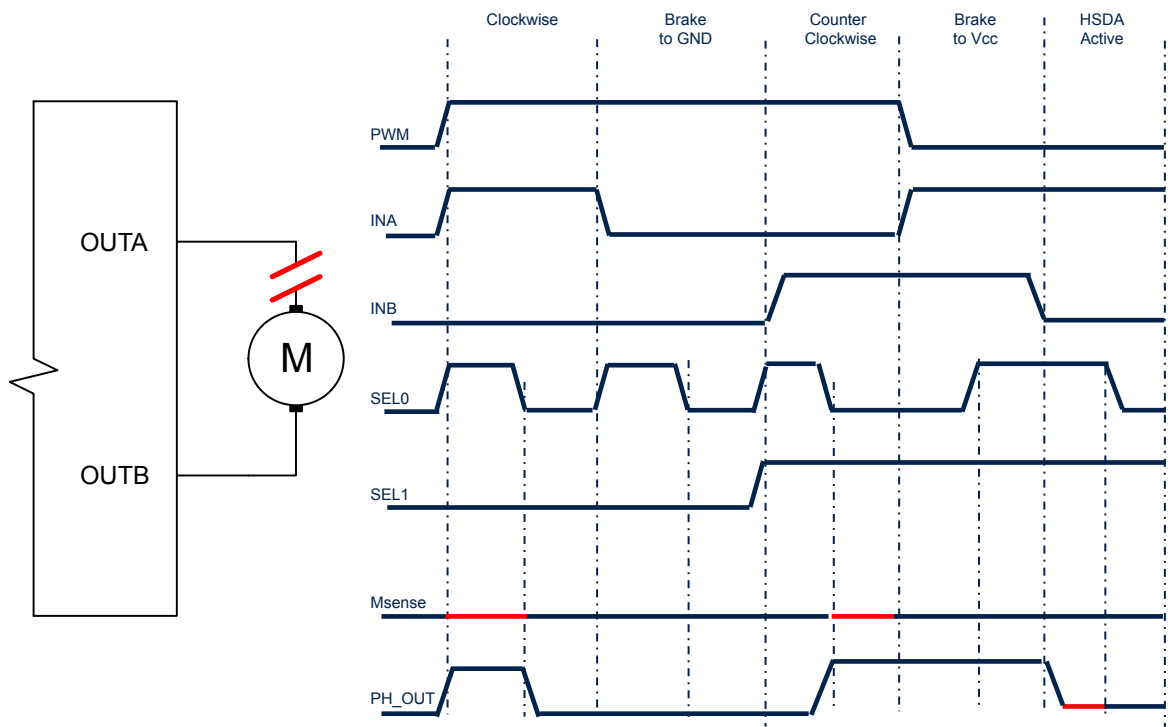 Clockwise
Brake
to GND
Counter
Clockwise
Brake
to Vcc
HSDA
Active
PWM
INA
INB
SEL0
SEL1
Msense
PH_OUT
OUTA
M
OUTB